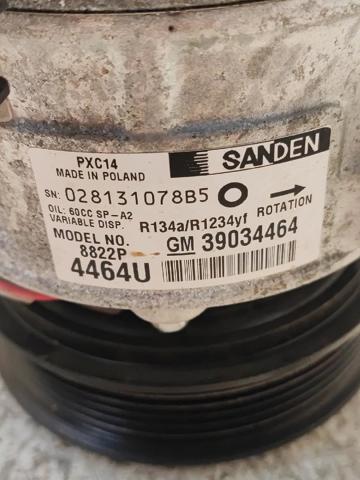 PXC14
MADE IN POLAND
SANDEN
SN: 028131078B5 O →
OIL: 60CC SP-A2
VARIABLE DISP. R134a/R1234yf ROTATION
MODEL NO. GM 39034464
8822P
4464U